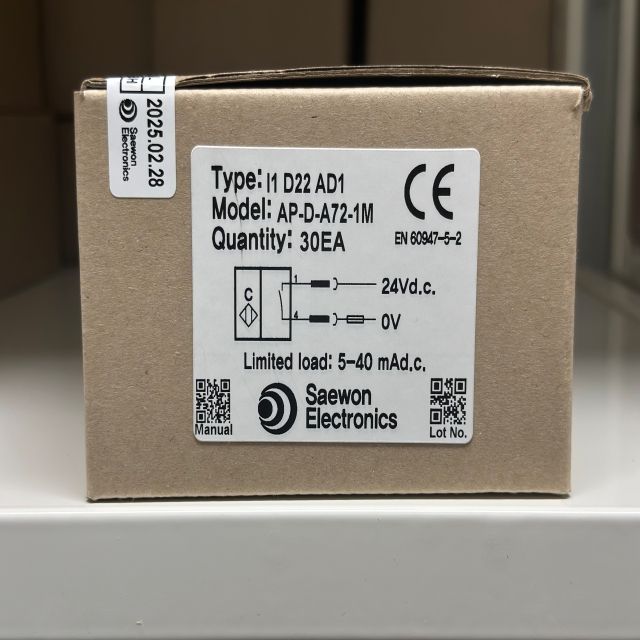 2025.02.28
Saewon
Electronics
Type: I1 D22 AD1
Model: AP-D-A72-1M
Quantity: 30EA
CE
EN 60947-5-2
C
1
24Vd.c.
4
0V
Limited load: 5-40 mAd.c.
Saewon
Electronics
Manual
Lot No.